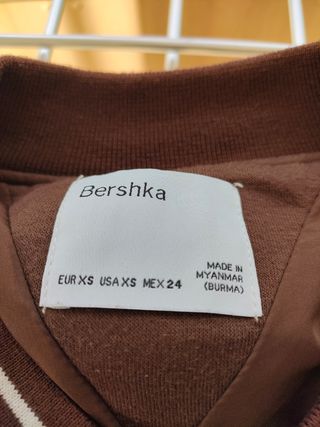 Bershka
EUR XS USA XS MEX 24
MADE IN
MYANMAR
(BURMA)